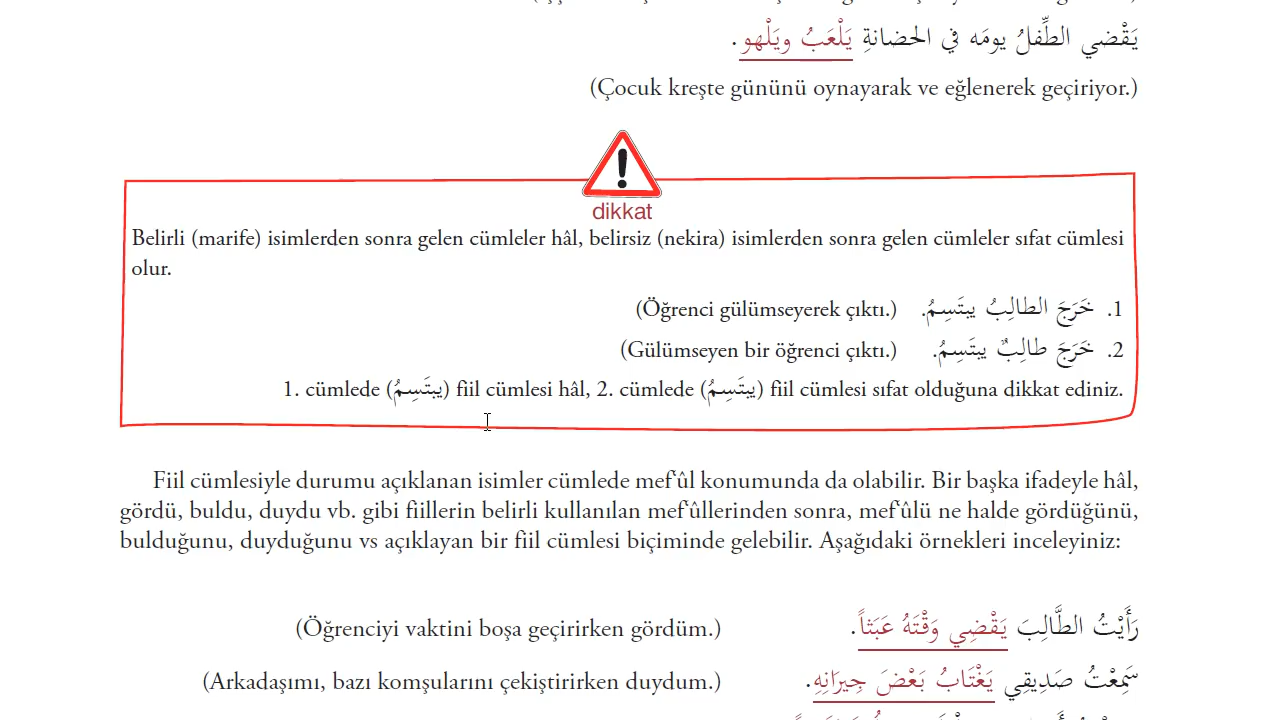 يَقْضي الطِّفلُ يومَه في الحضانةِ يَلْعَبُ ويَلْهو.
(Çocuk kreşte gününü oynayarak ve eğlenerek geçiriyor.)
dikkat
Belirli (marife) isimlerden sonra gelen cümleler hâl, belirsiz (nekira) isimlerden sonra gelen cümleler sıfat cümlesi
olur.
1. خَرَجَ الطالِبُ يبتَسِمُ. (Öğrenci gülümseyerek çıktı.)
2. خَرَجَ طالِبٌ يبتَسِمُ. (Gülümseyen bir öğrenci çıktı.)
1. cümlede (يبتَسِمُ) fiil cümlesi hâl, 2. cümlede (يبتَسِمُ) fiil cümlesi sıfat olduğuna dikkat ediniz.
Fiil cümlesiyle durumu açıklanan isimler cümlede mef'ûl konumunda da olabilir. Bir başka ifadeyle hâl,
gördü, buldu, duydu vb. gibi fiillerin belirli kullanılan mef'ûllerinden sonra, mef'ûlü ne halde gördüğünü,
bulduğunu, duyduğunu vs açıklayan bir fiil cümlesi biçiminde gelebilir. Aşağıdaki örnekleri inceleyiniz:
رَأَيْتُ الطَّالِبَ يَقْضِي وَقْتَهُ عَبَثاً. (Öğrenciyi vaktini boşa geçirirken gördüm.)
سَمِعْتُ صَدِيقِي يَغْتَابُ بَعْضَ جِيرَانِهِ. (Arkadaşımı, bazı komşularını çekiştirirken duydum.)